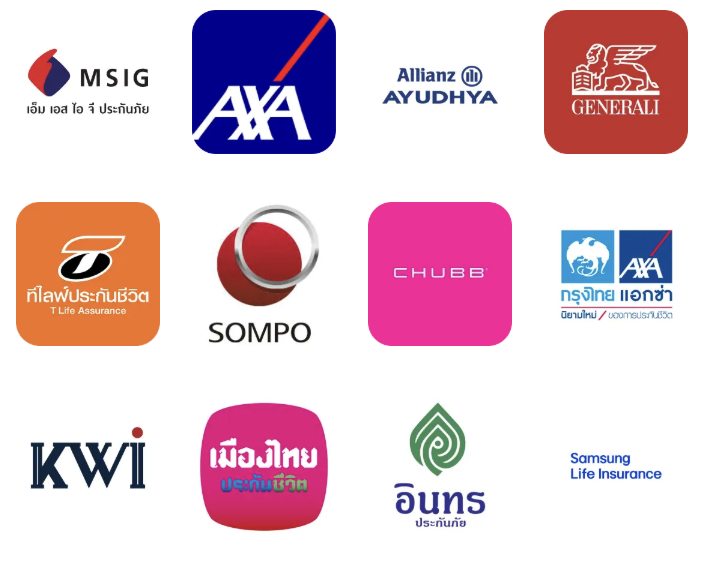 MSIG
เอ็ม เอส ไอ จี ประกันภัย
AXA
Allianz
AYUDHYA
GENERALI
ทีไลฟ์ประกันชีวิต
T Life Assurance
SOMPO
CHUBB
AXA
กรุงไทย แอกซ่า
นิยามใหม่ / ของการประกันชีวิต
KWi
เมืองไทย
ประกันชีวิต
อินทร
ประกันภัย
Samsung
Life Insurance